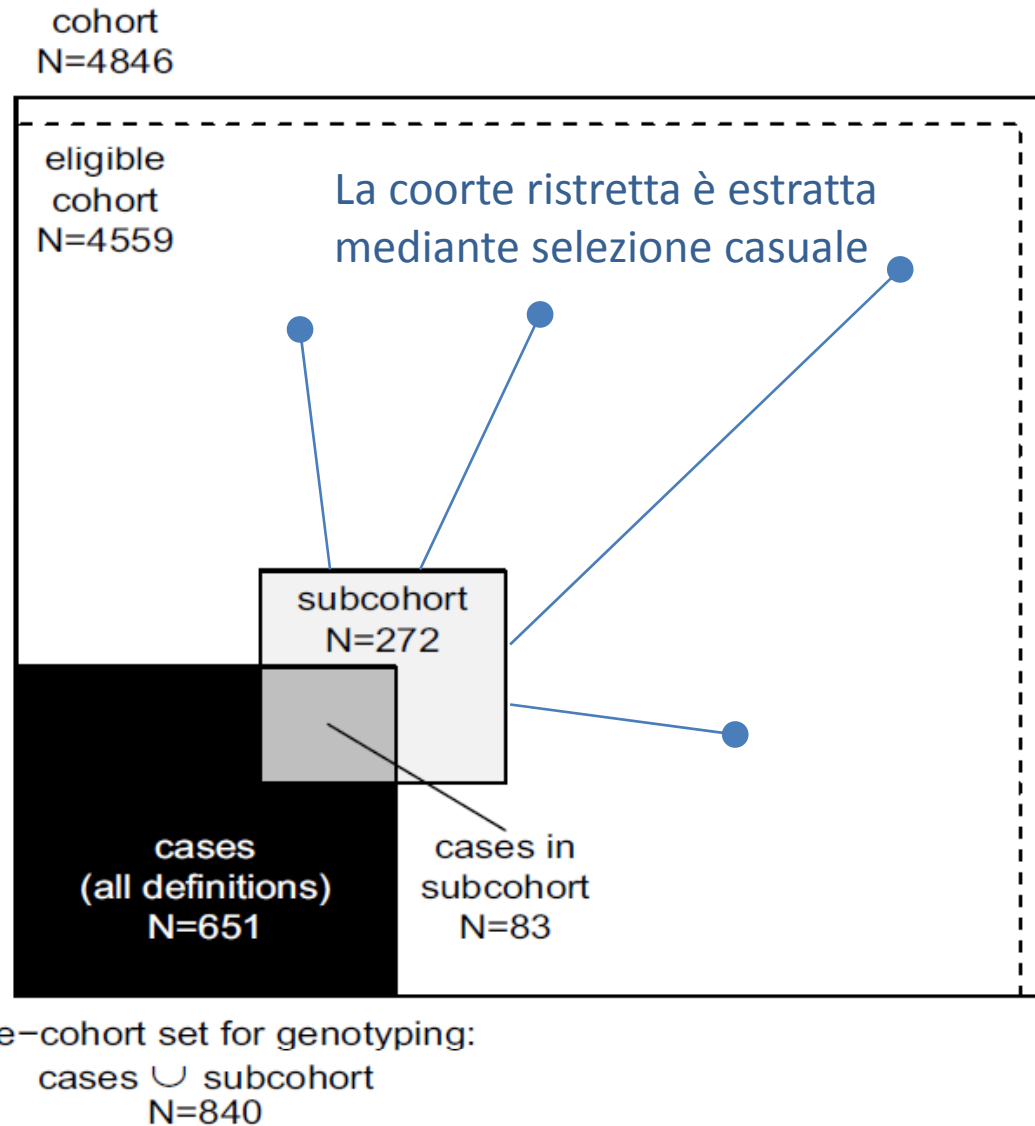 cohort
N=4846
eligible
cohort
N=4559
La coorte ristretta è estratta
mediante selezione casuale
subcohort
N=272
cases
(all definitions)
N=651
cases in
subcohort
N=83
e−cohort set for genotyping:
cases ∪ subcohort
N=840